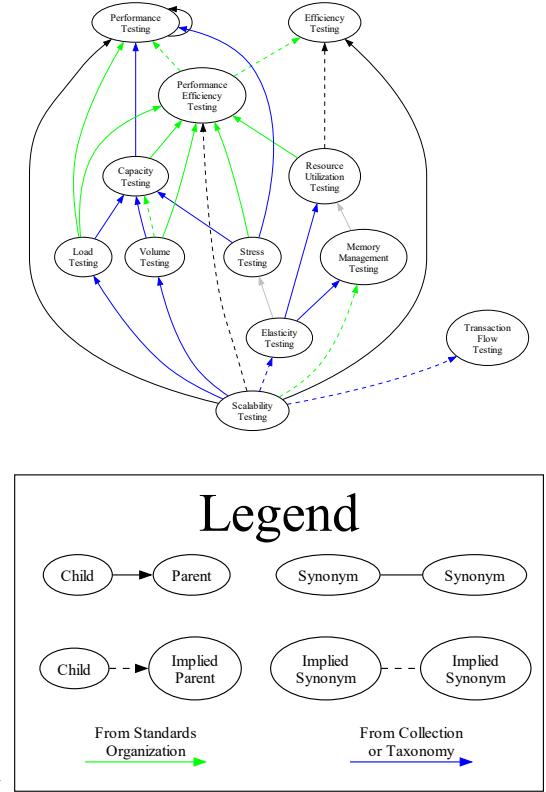 Performance
Testing
Efficiency
Testing
Performance
Efficiency
Testing
Capacity
Testing
Resource
Utilization
Testing
Load
Testing
Volume
Testing
Stress
Testing
Memory
Management
Testing
Elasticity
Testing
Transaction
Flow
Testing
Scalability
Testing
Legend
Child
Parent
Synonym
Synonym
Child
Implied
Parent
Implied
Synonym
Implied
Synonym
From Standards
Organization
From Collection
or Taxonomy